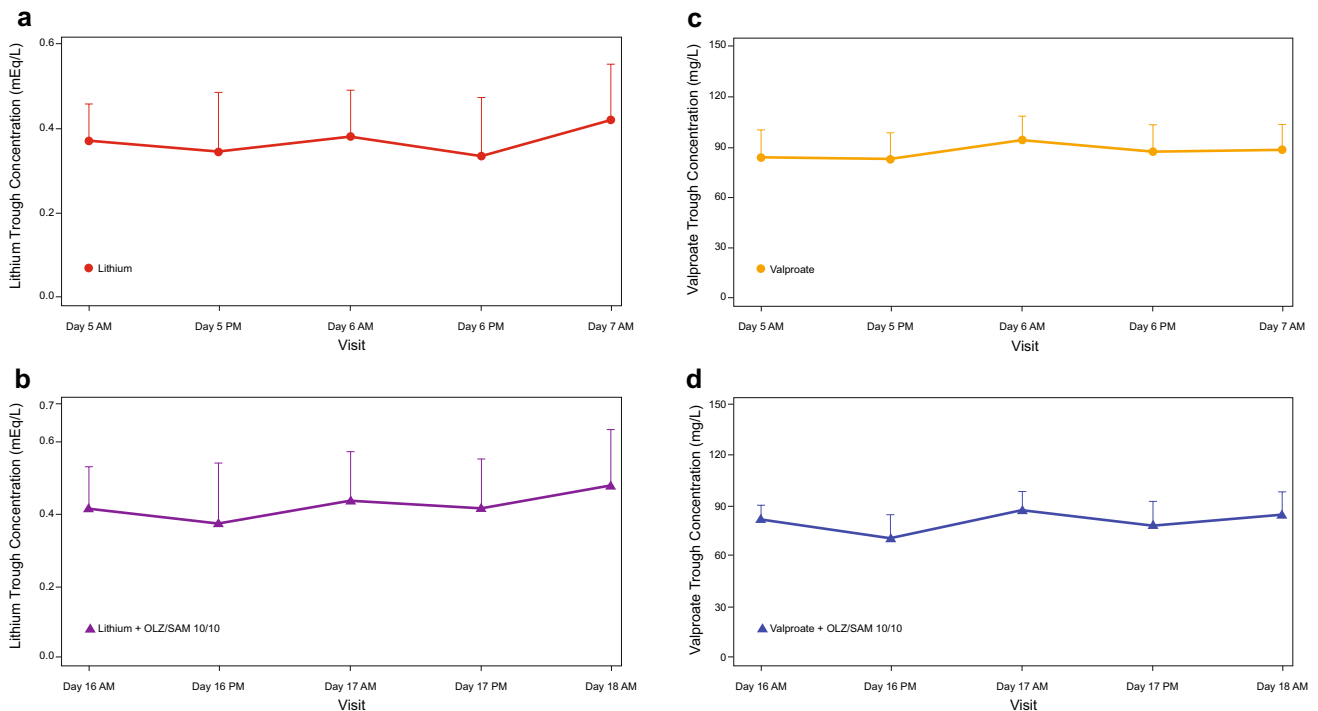 a
Lithium Trough Concentration (mEq/L)
0.6
0.4
0.2
0.0
Lithium
Day 5 AM
Day 5 PM
Day 6 AM
Day 6 PM
Day 7 AM
Visit
b
Lithium Trough Concentration (mEq/L)
0.7
0.6
0.4
0.2
0.0
Lithium + OLZ/SAM 10/10
Day 16 AM
Day 16 PM
Day 17 AM
Day 17 PM
Day 18 AM
Visit
c
Valproate Trough Concentration (mg/L)
150
120
90
60
30
0
Valproate
Day 5 AM
Day 5 PM
Day 6 AM
Day 6 PM
Day 7 AM
Visit
d
Valproate Trough Concentration (mg/L)
150
120
90
60
30
0
Valproate + OLZ/SAM 10/10
Day 16 AM
Day 16 PM
Day 17 AM
Day 17 PM
Day 18 AM
Visit